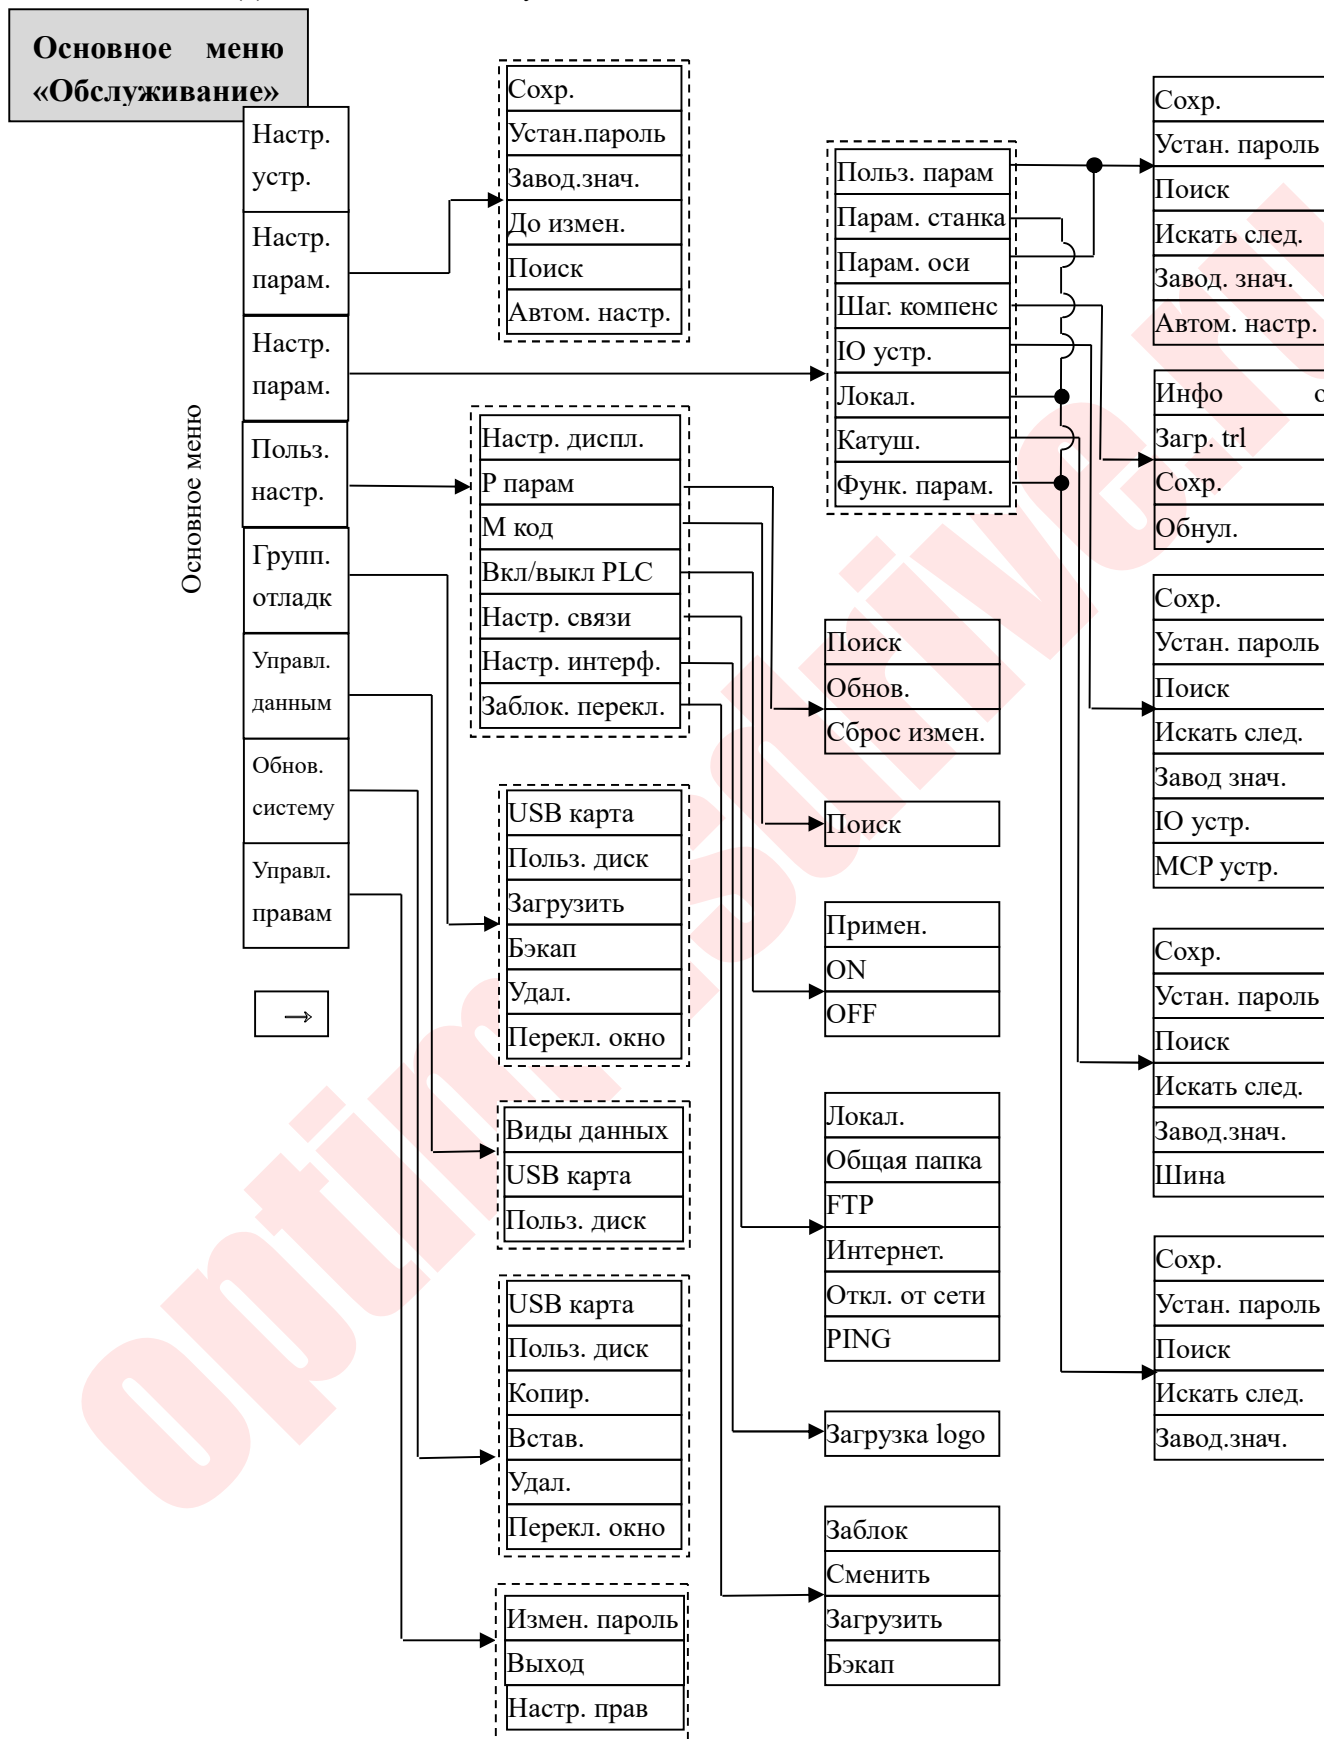 Основное меню
«Обслуживание»
Основное меню
Настр.
устр.
Настр.
парам.
Настр.
парам.
Польз.
настр.
Групп.
отладк
Управл.
данным
Обнов.
систему
Управл.
правам
→
Сохр.
Устан.пароль
Завод.знач.
До измен.
Поиск
Автом. настр.
Настр. диспл.
Р парам
М код
Вкл/выкл PLC
Настр. связи
Настр. интерф.
Заблок. перекл.
USB карта
Польз. диск
Загрузить
Бэкап
Удал.
Перекл. окно
Виды данных
USB карта
Польз. диск
USB карта
Польз. диск
Копир.
Встав.
Удал.
Перекл. окно
Измен. пароль
Выход
Настр. прав
Польз. парам
Парам. станка
Парам. оси
Шаг. компенс
IO устр.
Локал.
Катуш.
Функ. парам.
Поиск
Обнов.
Сброс измен.
Поиск
Примен.
ON
OFF
Локал.
Общая папка
FTP
Интернет.
Откл. от сети
PING
Загрузка logo
Заблок
Сменить
Загрузить
Бэкап
Сохр.
Устан. пароль
Поиск
Искать след.
Завод. знач.
Автом. настр.
Инфо
Загр. trl
Сохр.
Обнул.
Сохр.
Устан. пароль
Поиск
Искать след.
Завод знач.
IO устр.
MCP устр.
Сохр.
Устан. пароль
Поиск
Искать след.
Завод.знач.
Шина
Сохр.
Устан. пароль
Поиск
Искать след.
Завод.знач.